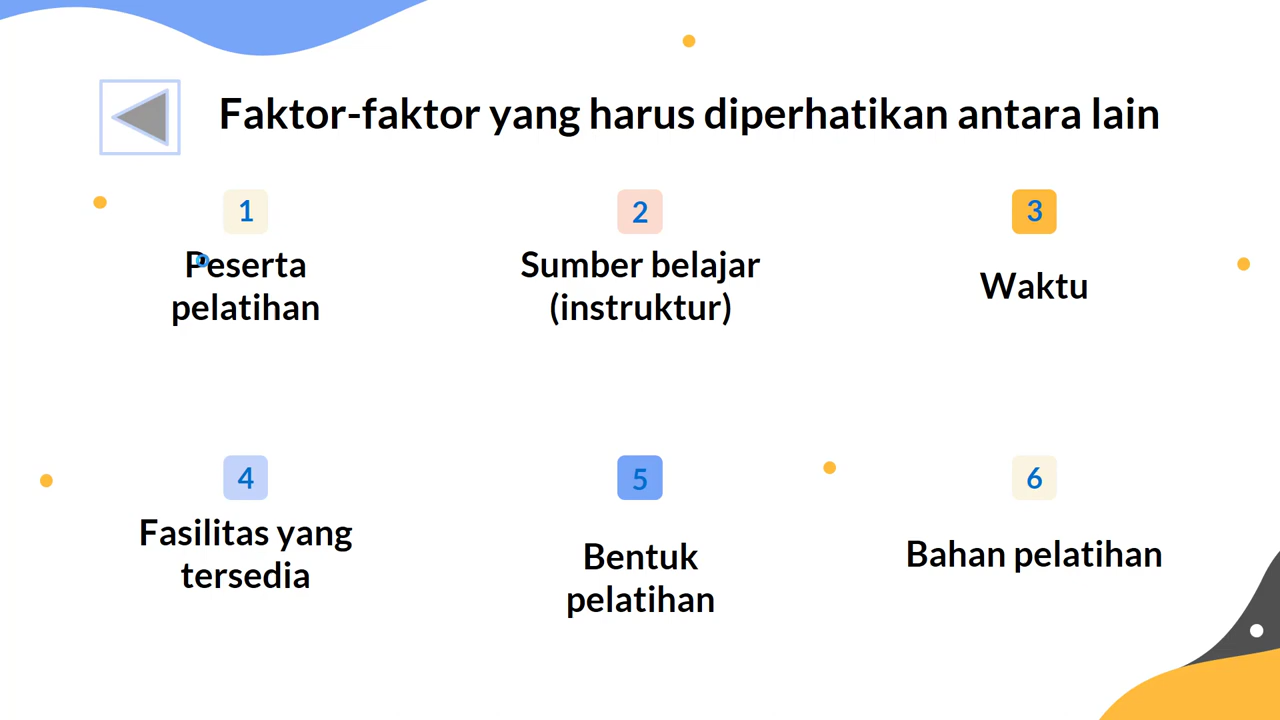 Faktor-faktor yang harus diperhatikan antara lain
1
Peserta
pelatihan
2
Sumber belajar
(instruktur)
3
Waktu
4
Fasilitas yang
tersedia
5
Bentuk
pelatihan
6
Bahan pelatihan